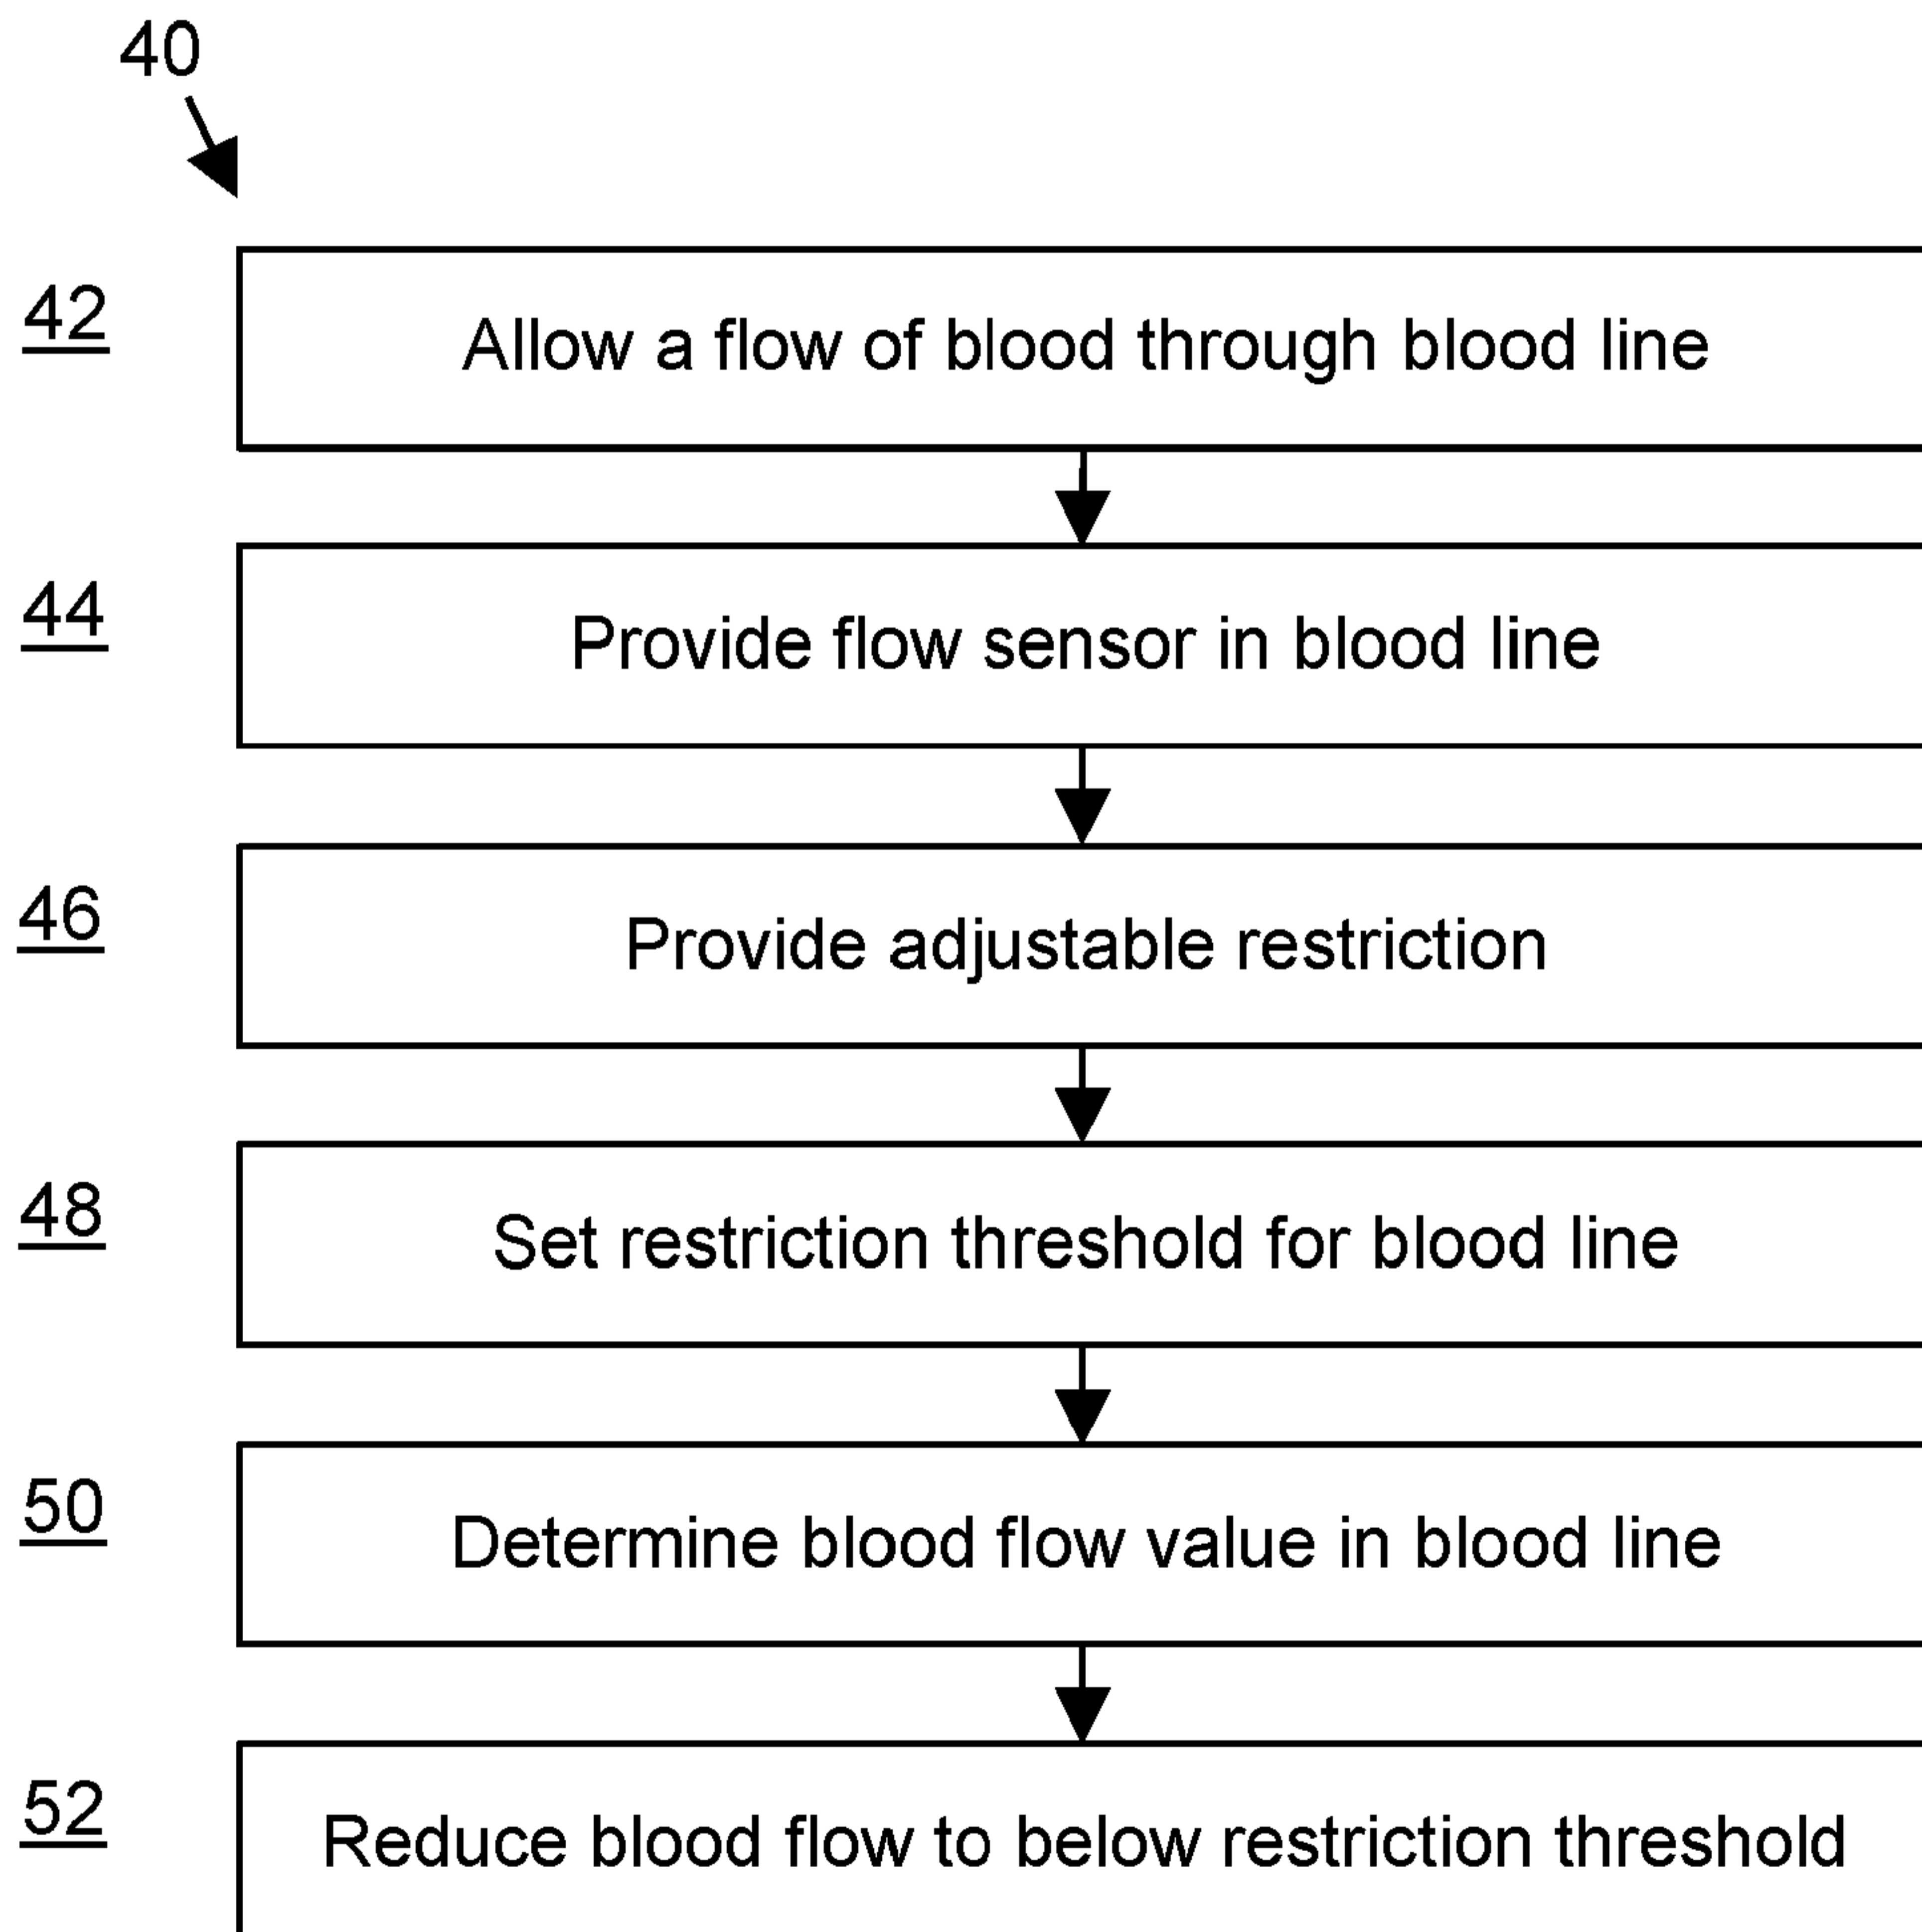 40
42
Allow a flow of blood through blood line
44
Provide flow sensor in blood line
46
Provide adjustable restriction
48
Set restriction threshold for blood line
50
Determine blood flow value in blood line
52
Reduce blood flow to below restriction threshold